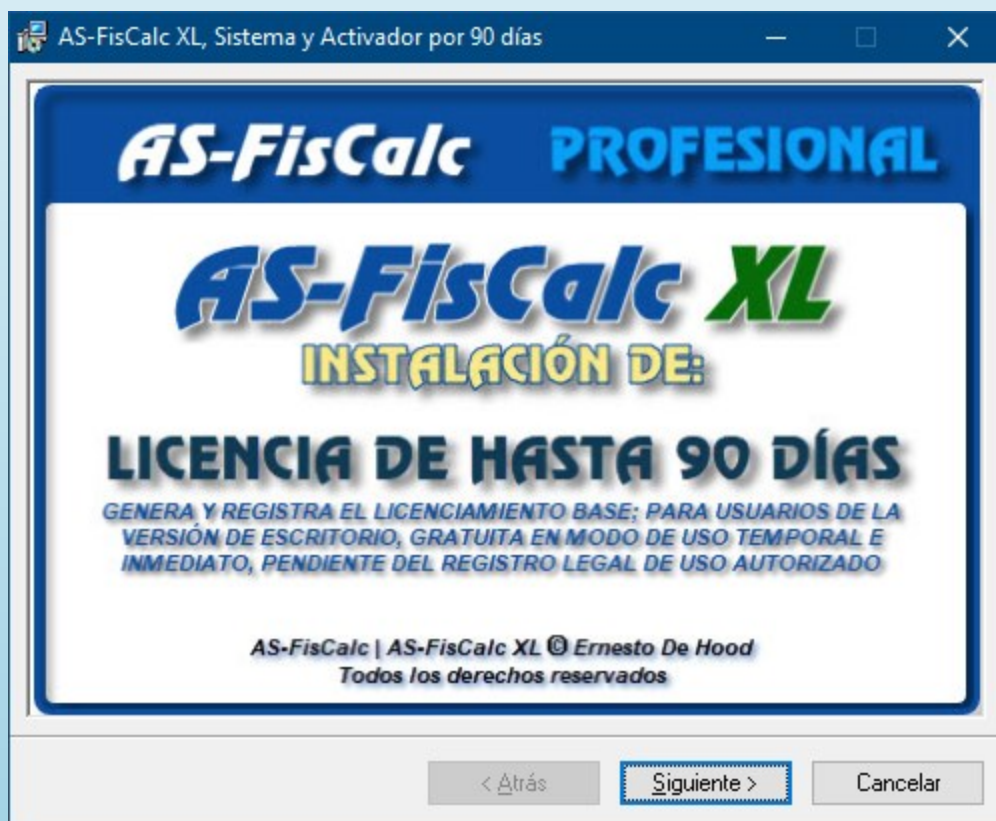 AS-FisCalc XL, Sistema y Activador por 90 días
AS-FisCalc PROFESIONAL
AS-FisCalc XL
INSTALACIÓN DE:
LICENCIA DE HASTA 90 DÍAS
GENERA Y REGISTRA EL LICENCIAMIENTO BASE; PARA USUARIOS DE LA
VERSIÓN DE ESCRITORIO, GRATUITA EN MODO DE USO TEMPORAL E
INMEDIATO, PENDIENTE DEL REGISTRO LEGAL DE USO AUTORIZADO
AS-FisCalc | AS-FisCalc XL © Ernesto De Hood
Todos los derechos reservados
< Atrás Siguiente > Cancelar